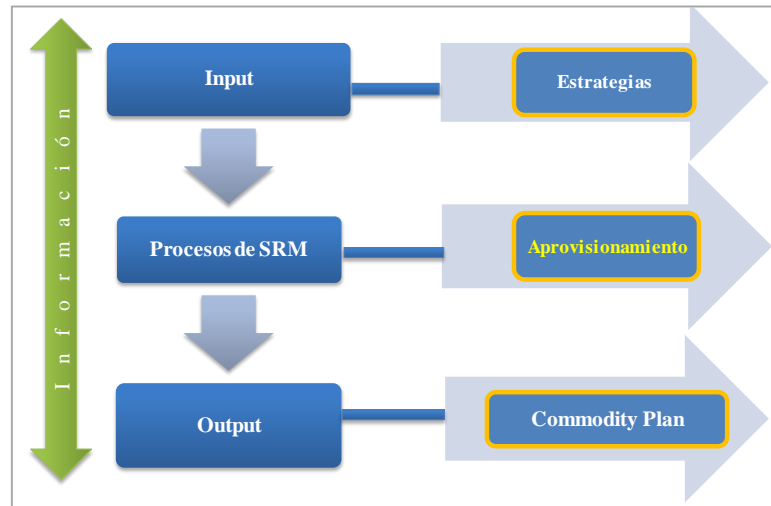 Información
Input
Estrategias
Procesos de SRM
Aprovisionamiento
Output
Commodity Plan